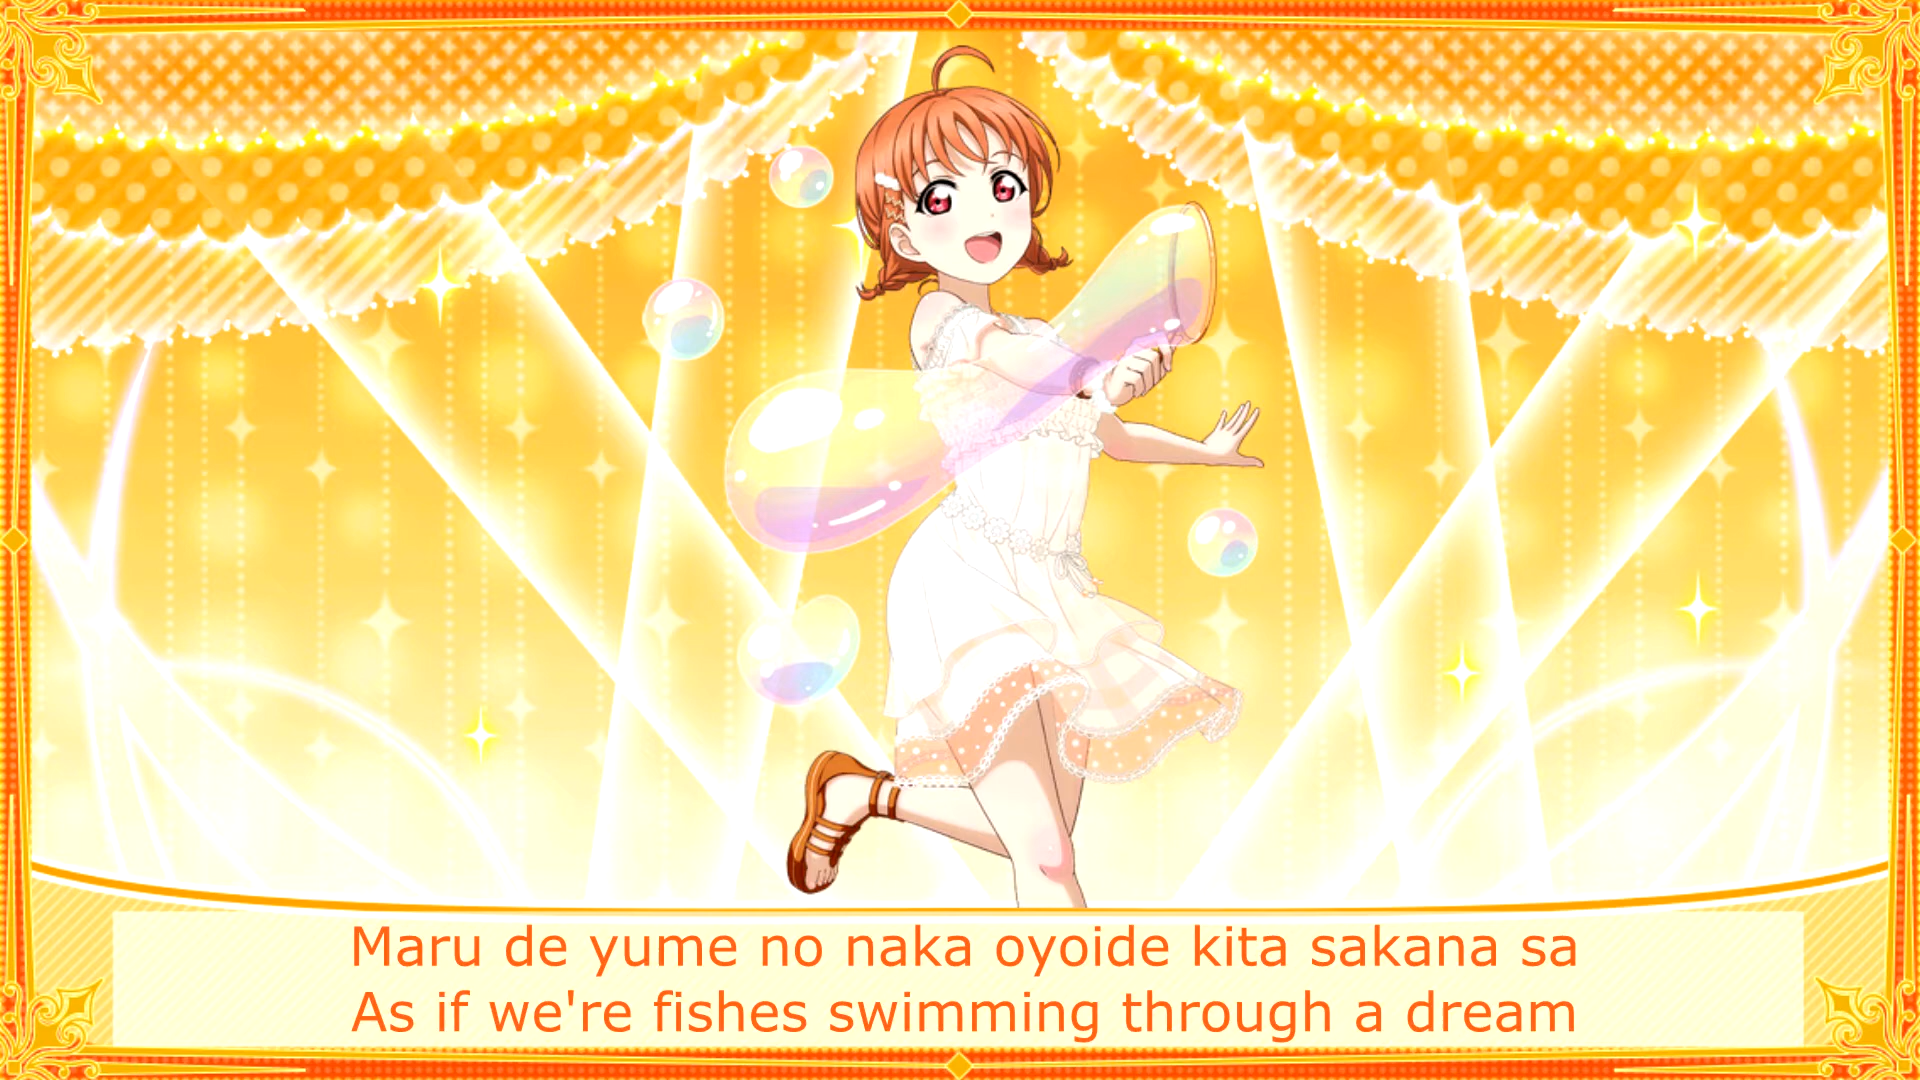 Maru de yume no naka oyoide kita sakana sa
As if we're fishes swimming through a dream